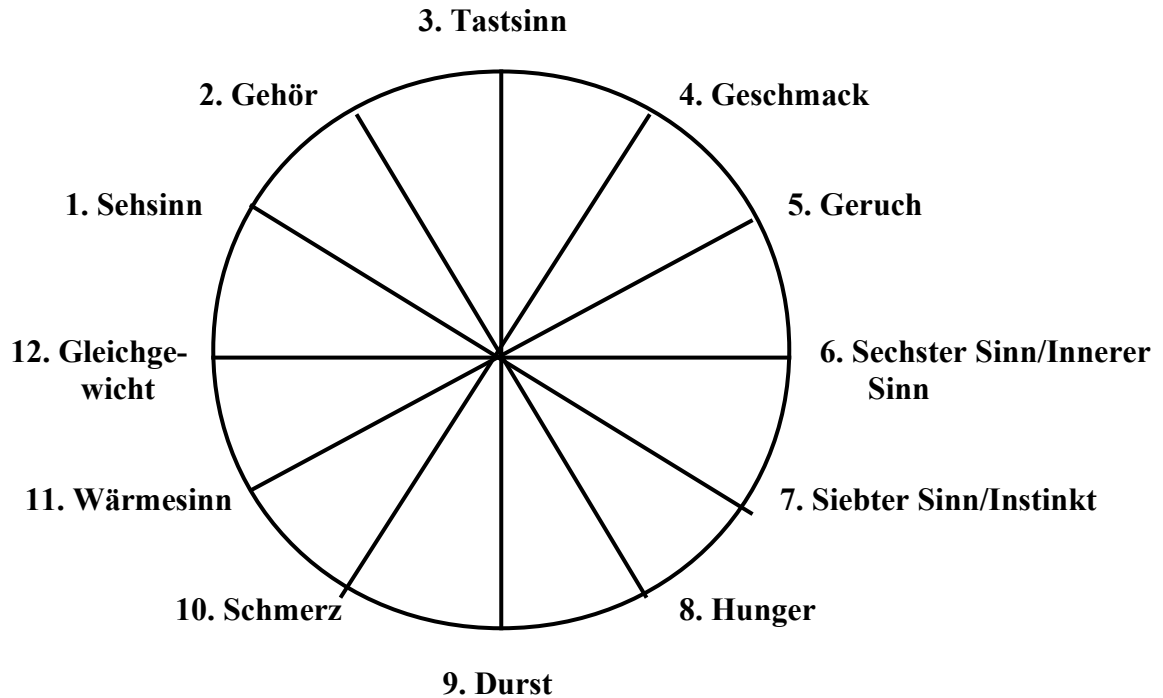 3. Tastsinn
2. Gehör
4. Geschmack
1. Sehsinn
5. Geruch
12. Gleichge-
wicht
6. Sechster Sinn/Innerer
Sinn
11. Wärmesinn
7. Siebter Sinn/Instinkt
10. Schmerz
8. Hunger
9. Durst